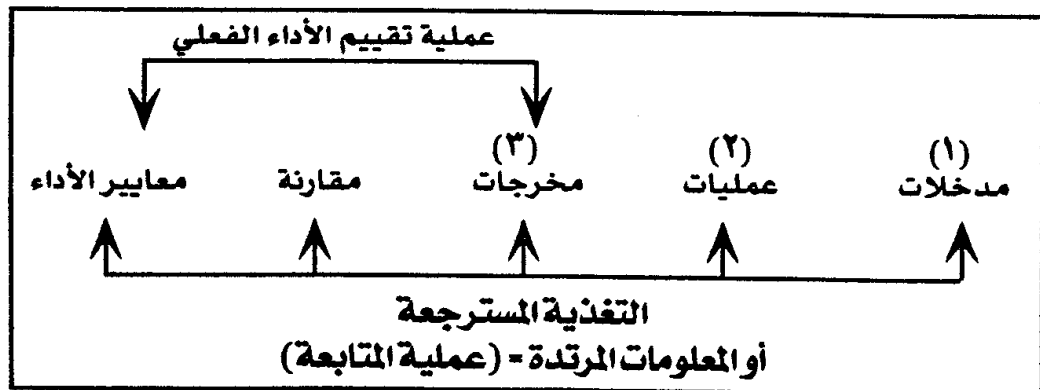 عملية تقييم الأداء الفعلي
(١) (٢) (٣)
مدخلات عمليات مخرجات مقارنة معايير الأداء
التغذية المسترجعة
أو المعلومات المرتدة = (عملية المتابعة)